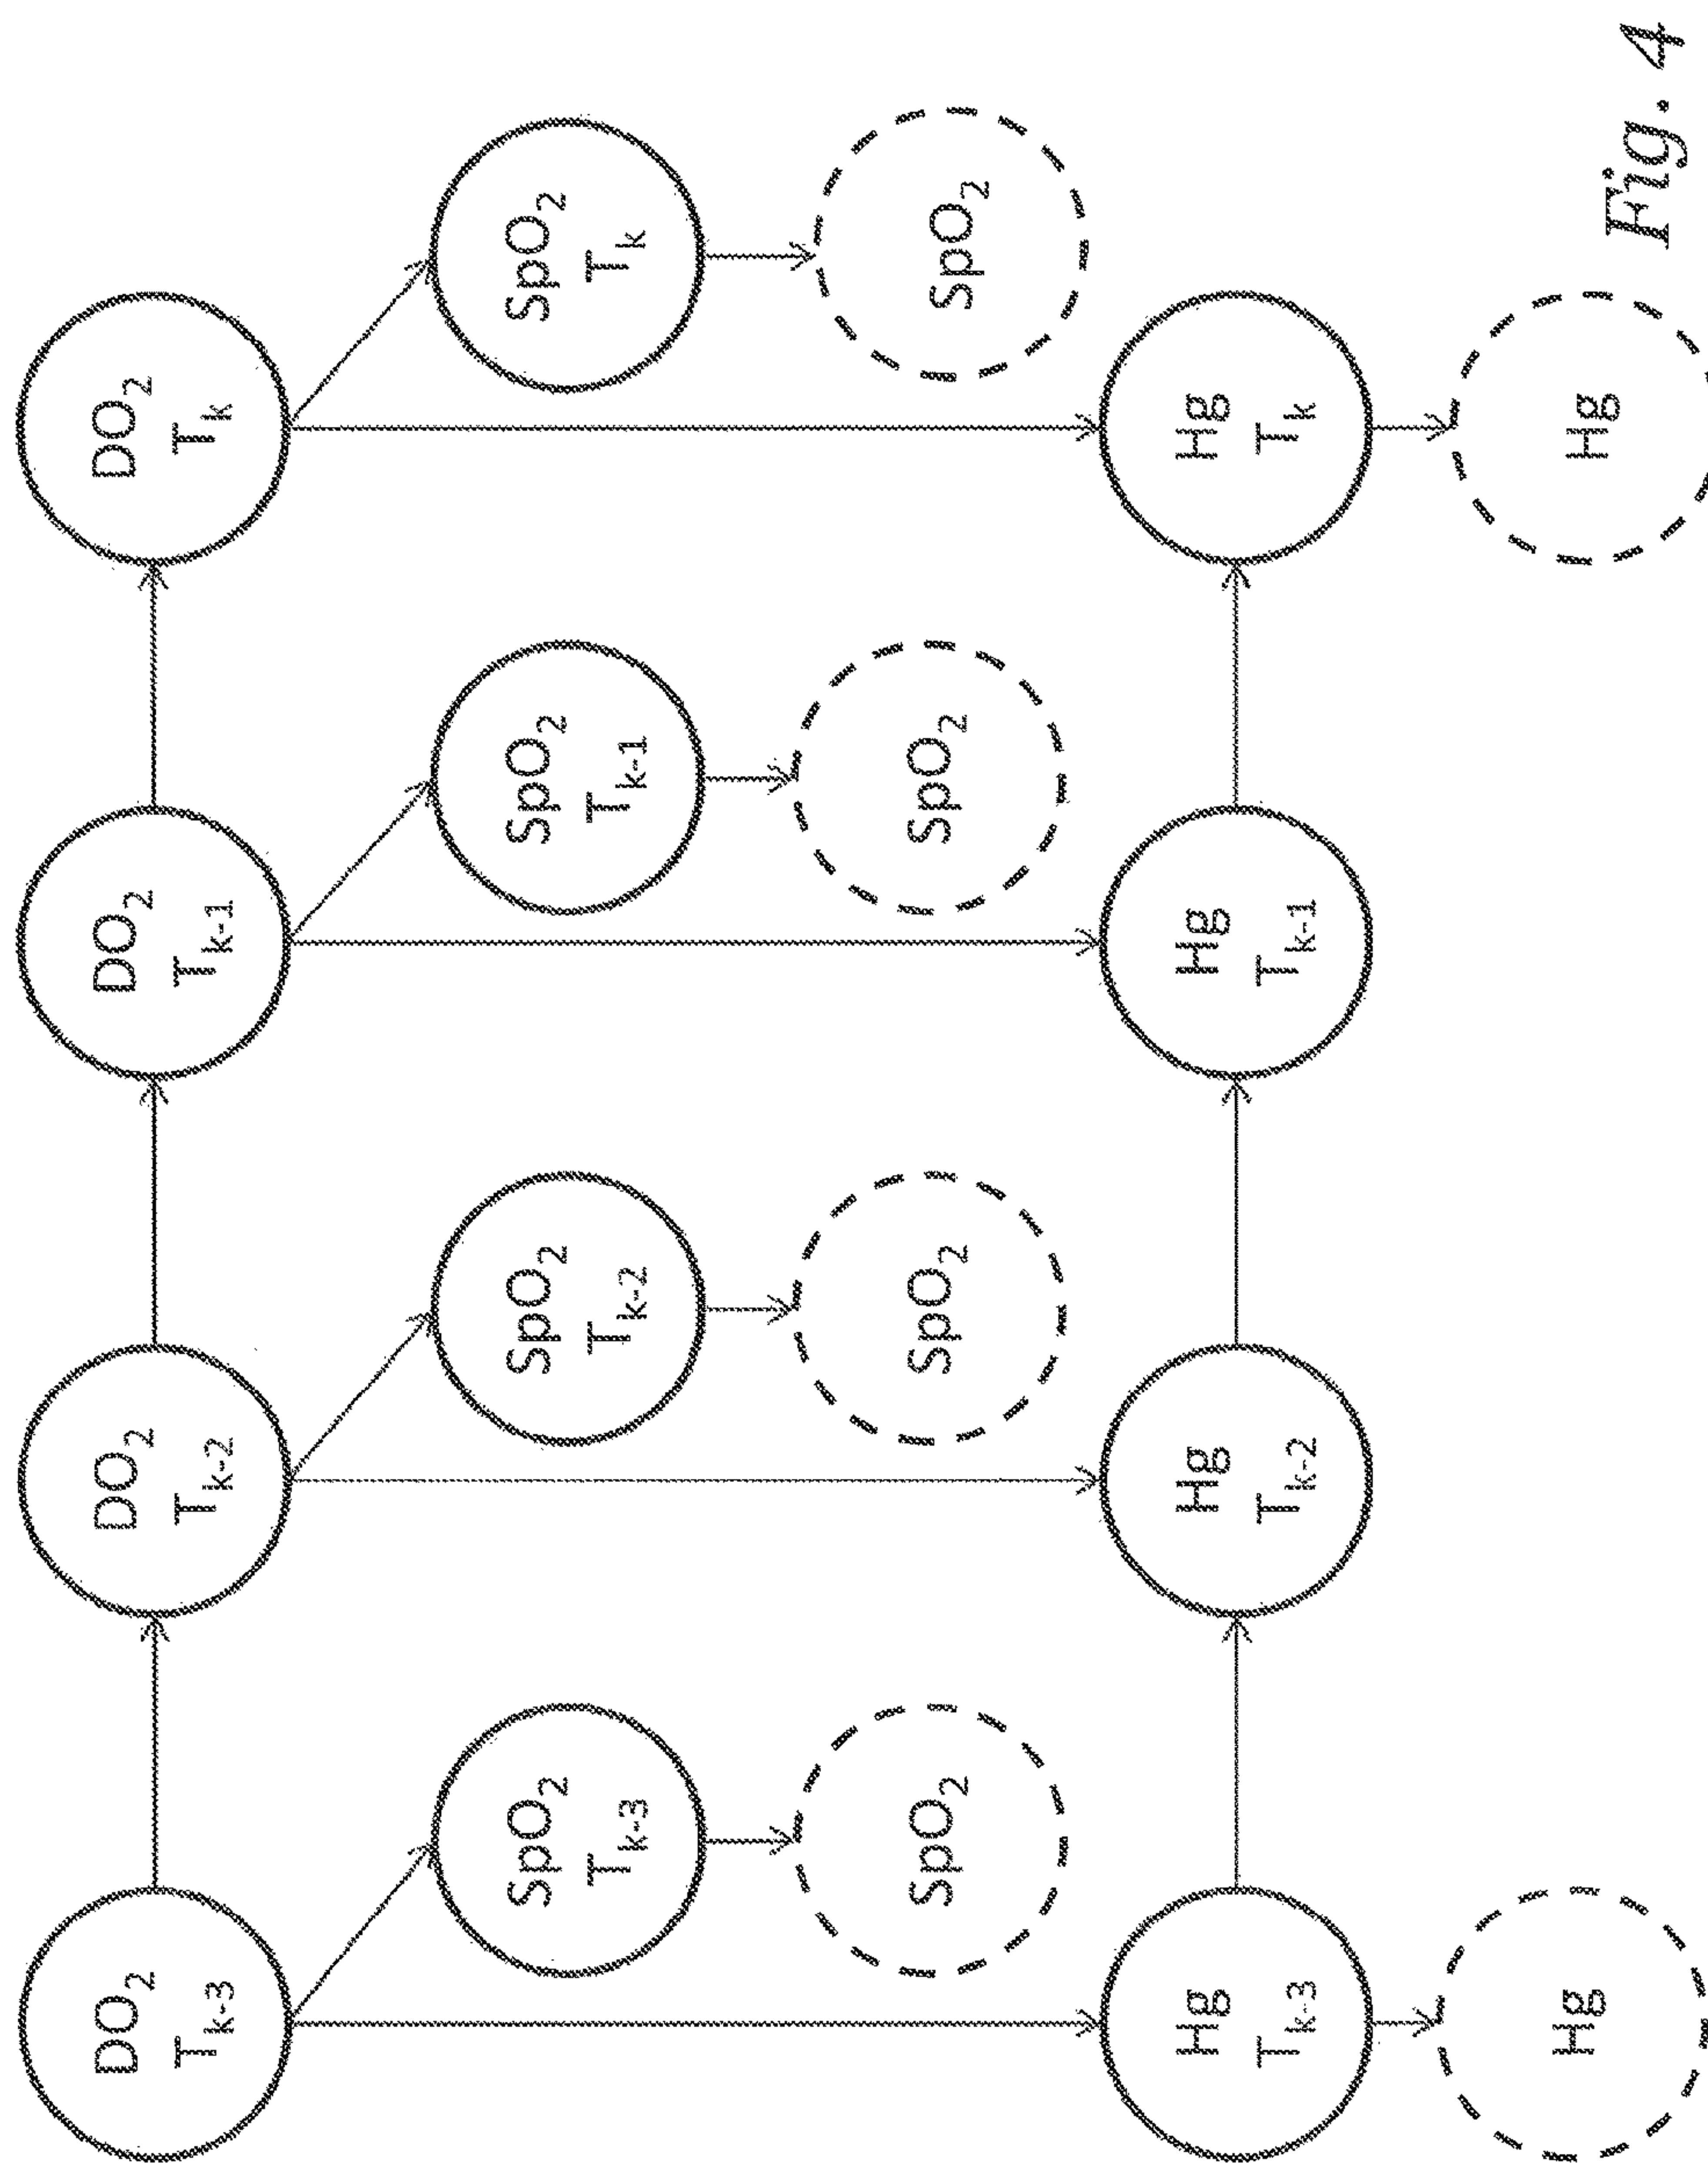 DO₂
Tₖ₋₃
DO₂
Tₖ₋₂
DO₂
Tₖ₋₁
DO₂
Tₖ
SpO₂
Tₖ₋₃
SpO₂
Tₖ₋₂
SpO₂
Tₖ₋₁
SpO₂
Tₖ
SpO₂
SpO₂
SpO₂
SpO₂
Hg
Tₖ₋₃
Hg
Tₖ₋₂
Hg
Tₖ₋₁
Hg
Tₖ
Hg
Hg
Fig. 4